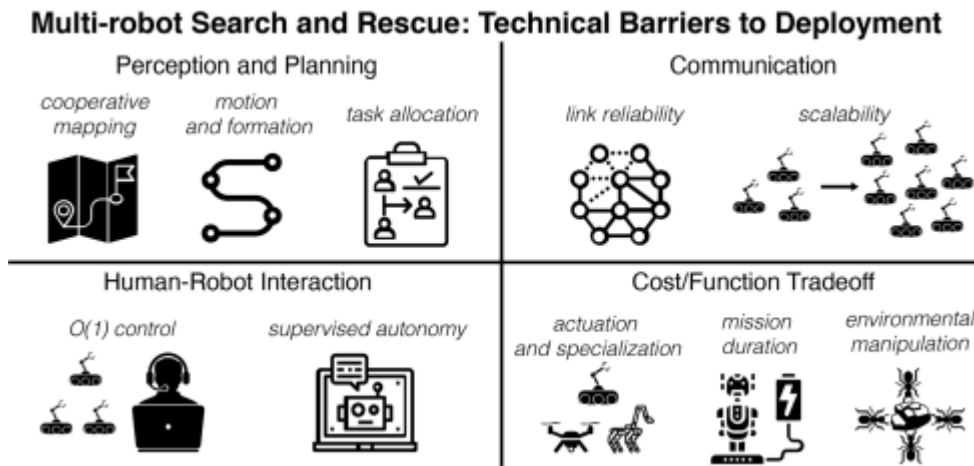 Multi-robot Search and Rescue: Technical Barriers to Deployment
Perception and Planning
cooperative
mapping
motion
and formation
task allocation
Communication
link reliability
scalability
Human-Robot Interaction
O(1) control
supervised autonomy
Cost/Function Tradeoff
actuation
and specialization
mission
duration
environmental
manipulation